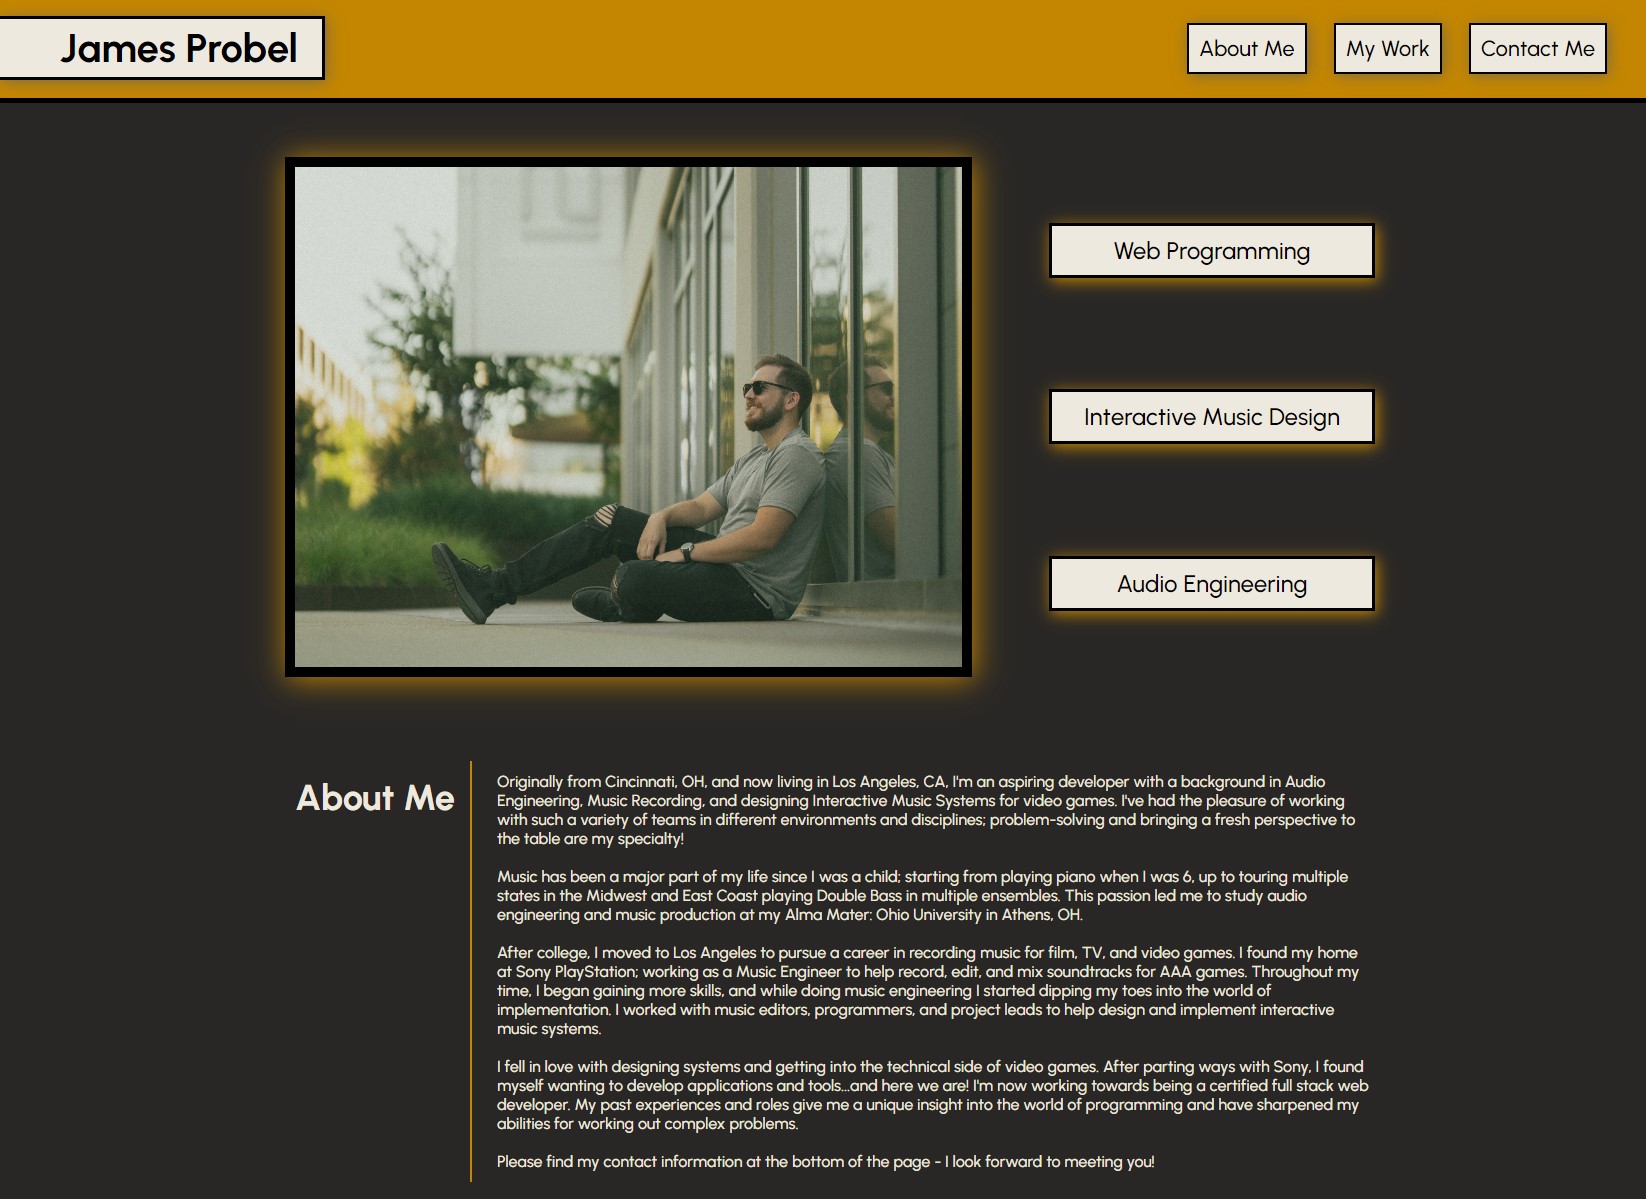 James Probel
About Me
My Work
Contact Me
Web Programming
Interactive Music Design
Audio Engineering
About Me
Originally from Cincinnati, OH, and now living in Los Angeles, CA, I'm an aspiring developer with a background in Audio
Engineering, Music Recording, and designing Interactive Music Systems for video games. I've had the pleasure of working
with such a variety of teams in different environments and disciplines; problem-solving and bringing a fresh perspective to
the table are my specialty!
Music has been a major part of my life since I was a child; starting from playing piano when I was 6, up to touring multiple
states in the Midwest and East Coast playing Double Bass in multiple ensembles. This passion led me to study audio
engineering and music production at my Alma Mater: Ohio University in Athens, OH.
After college, I moved to Los Angeles to pursue a career in recording music for film, TV, and video games. I found my home
at Sony PlayStation; working as a Music Engineer to help record, edit, and mix soundtracks for AAA games. Throughout my
time, I began gaining more skills, and while doing music engineering I started dipping my toes into the world of
implementation. I worked with music editors, programmers, and project leads to help design and implement interactive
music systems.
I fell in love with designing systems and getting into the technical side of video games. After parting ways with Sony, I found
myself wanting to develop applications and tools...and here we are! I'm now working towards being a certified full stack web
developer. My past experiences and roles give me a unique insight into the world of programming and have sharpened my
abilities for working out complex problems.
Please find my contact information at the bottom of the page - I look forward to meeting you!